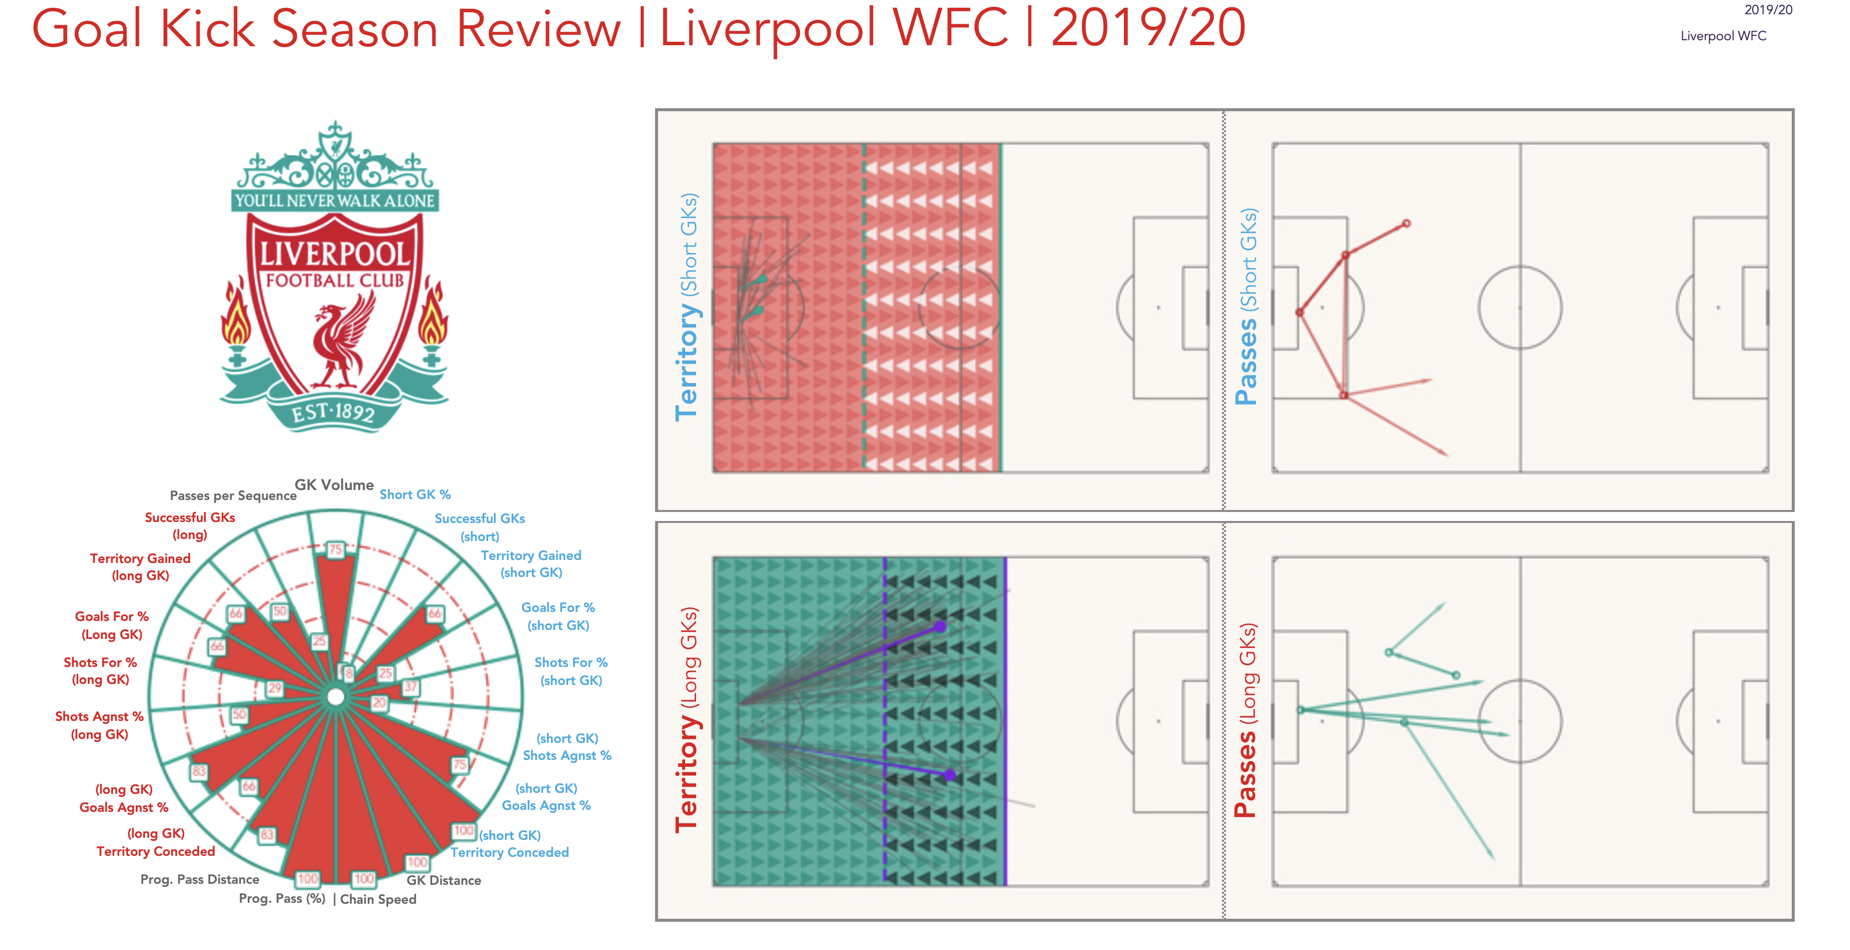 Goal Kick Season Review | Liverpool WFC | 2019/20
2019/20
Liverpool WFC
YOU'LL NEVER WALK ALONE
LIVERPOOL
FOOTBALL CLUB
EST·1892
GK Volume
Passes per Sequence
Short GK %
Successful GKs
(long)
Successful GKs
(short)
Territory Gained
(long GK)
Territory Gained
(short GK)
Goals For %
(Long GK)
Goals For %
(short GK)
Shots For %
(long GK)
Shots For %
(short GK)
Shots Agnst %
(long GK)
(short GK)
Shots Agnst %
(long GK)
Goals Agnst %
(short GK)
Goals Agnst %
(long GK)
Territory Conceded
(short GK)
Territory Conceded
Prog. Pass Distance
GK Distance
Prog. Pass (%) | Chain Speed
75
66
50
66
25
66
8
25
37
29
20
50
75
83
66
100
83
100
100
100
Territory (Short GKs)
Passes (Short GKs)
Territory (Long GKs)
Passes (Long GKs)